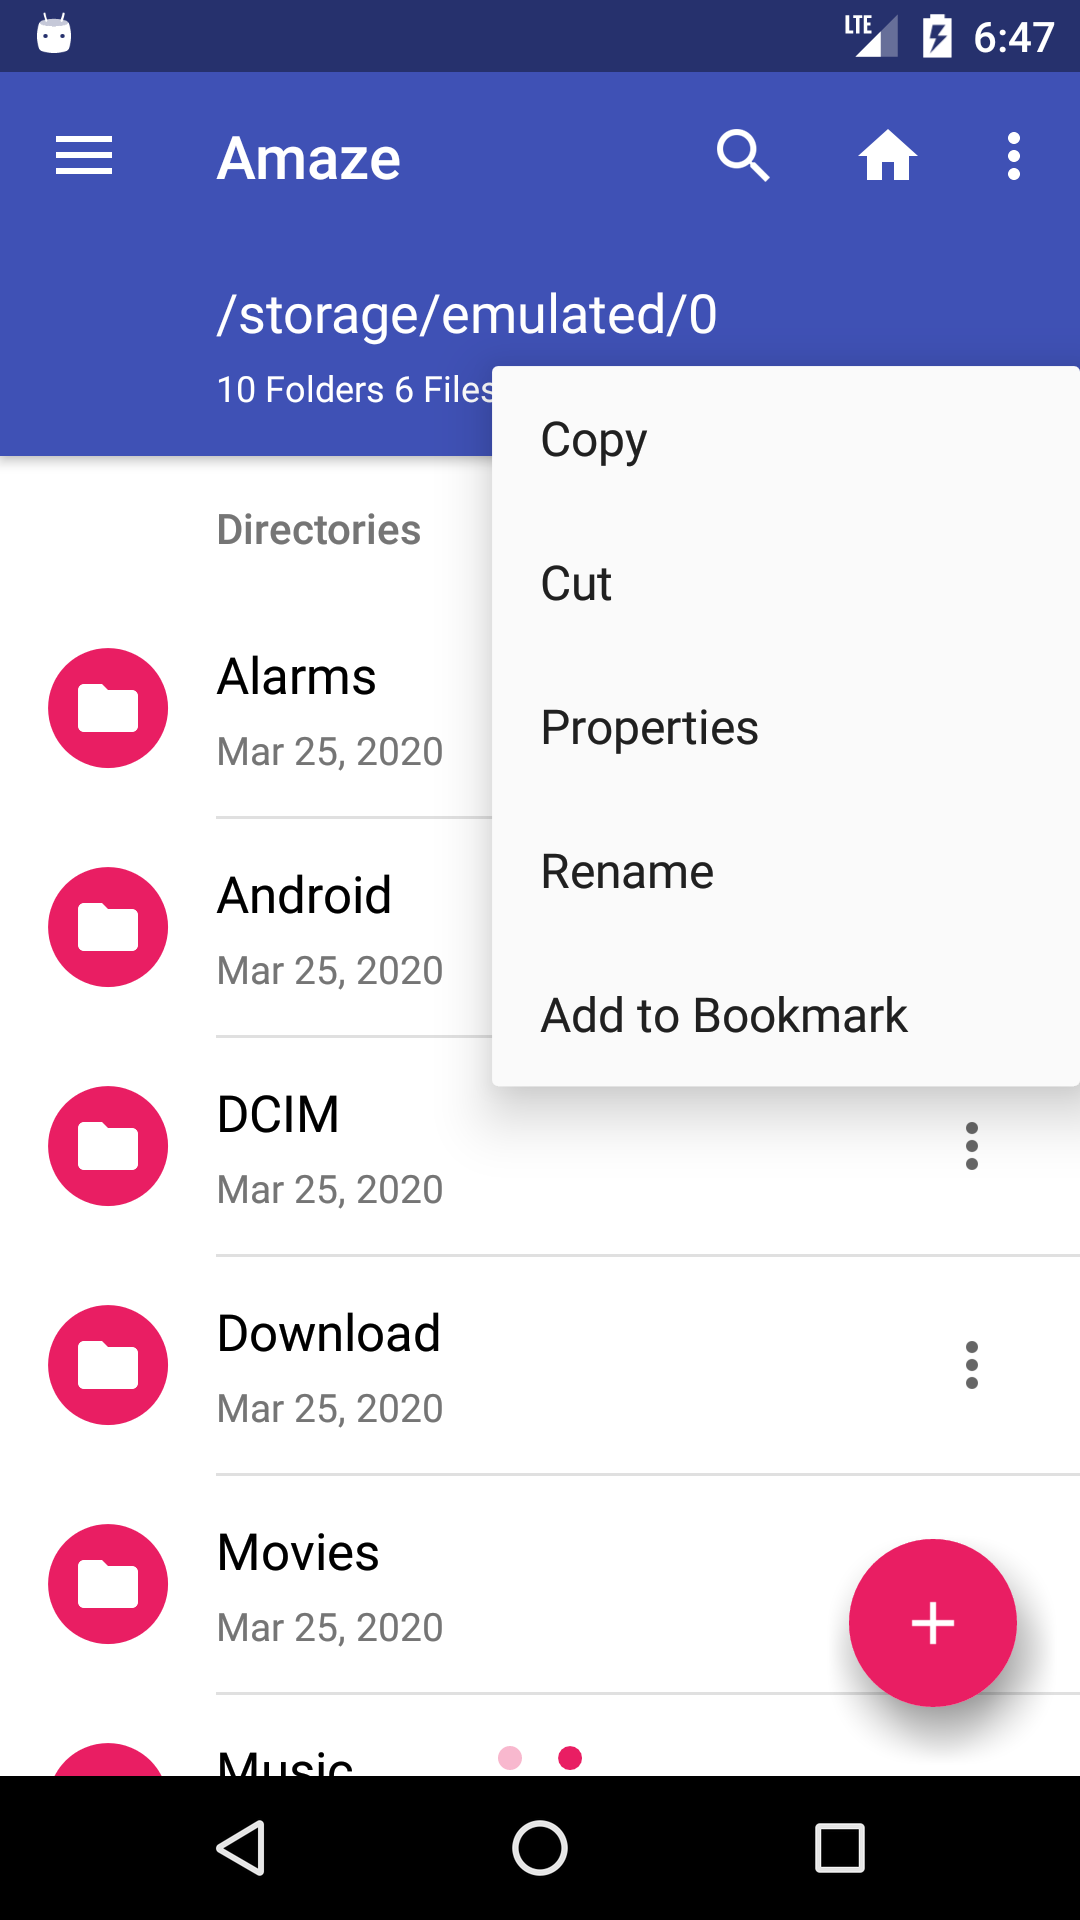 LTE 6:47
Amaze
/storage/emulated/0
10 Folders 6 Files
Copy
Cut
Properties
Rename
Add to Bookmark
Directories
Alarms
Mar 25, 2020
Android
Mar 25, 2020
DCIM
Mar 25, 2020
Download
Mar 25, 2020
Movies
Mar 25, 2020
Music